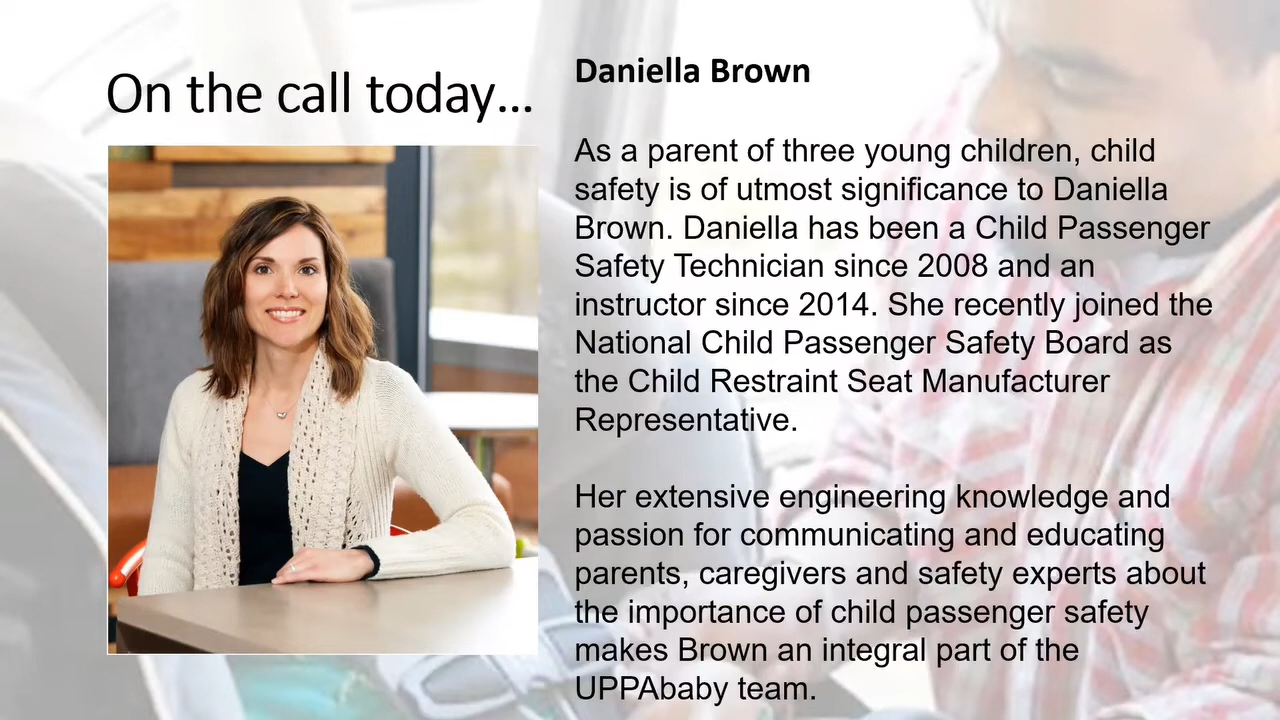 On the call today...
Daniella Brown
As a parent of three young children, child
safety is of utmost significance to Daniella
Brown. Daniella has been a Child Passenger
Safety Technician since 2008 and an
instructor since 2014. She recently joined the
National Child Passenger Safety Board as
the Child Restraint Seat Manufacturer
Representative.
Her extensive engineering knowledge and
passion for communicating and educating
parents, caregivers and safety experts about
the importance of child passenger safety
makes Brown an integral part of the
UPPAbaby team.